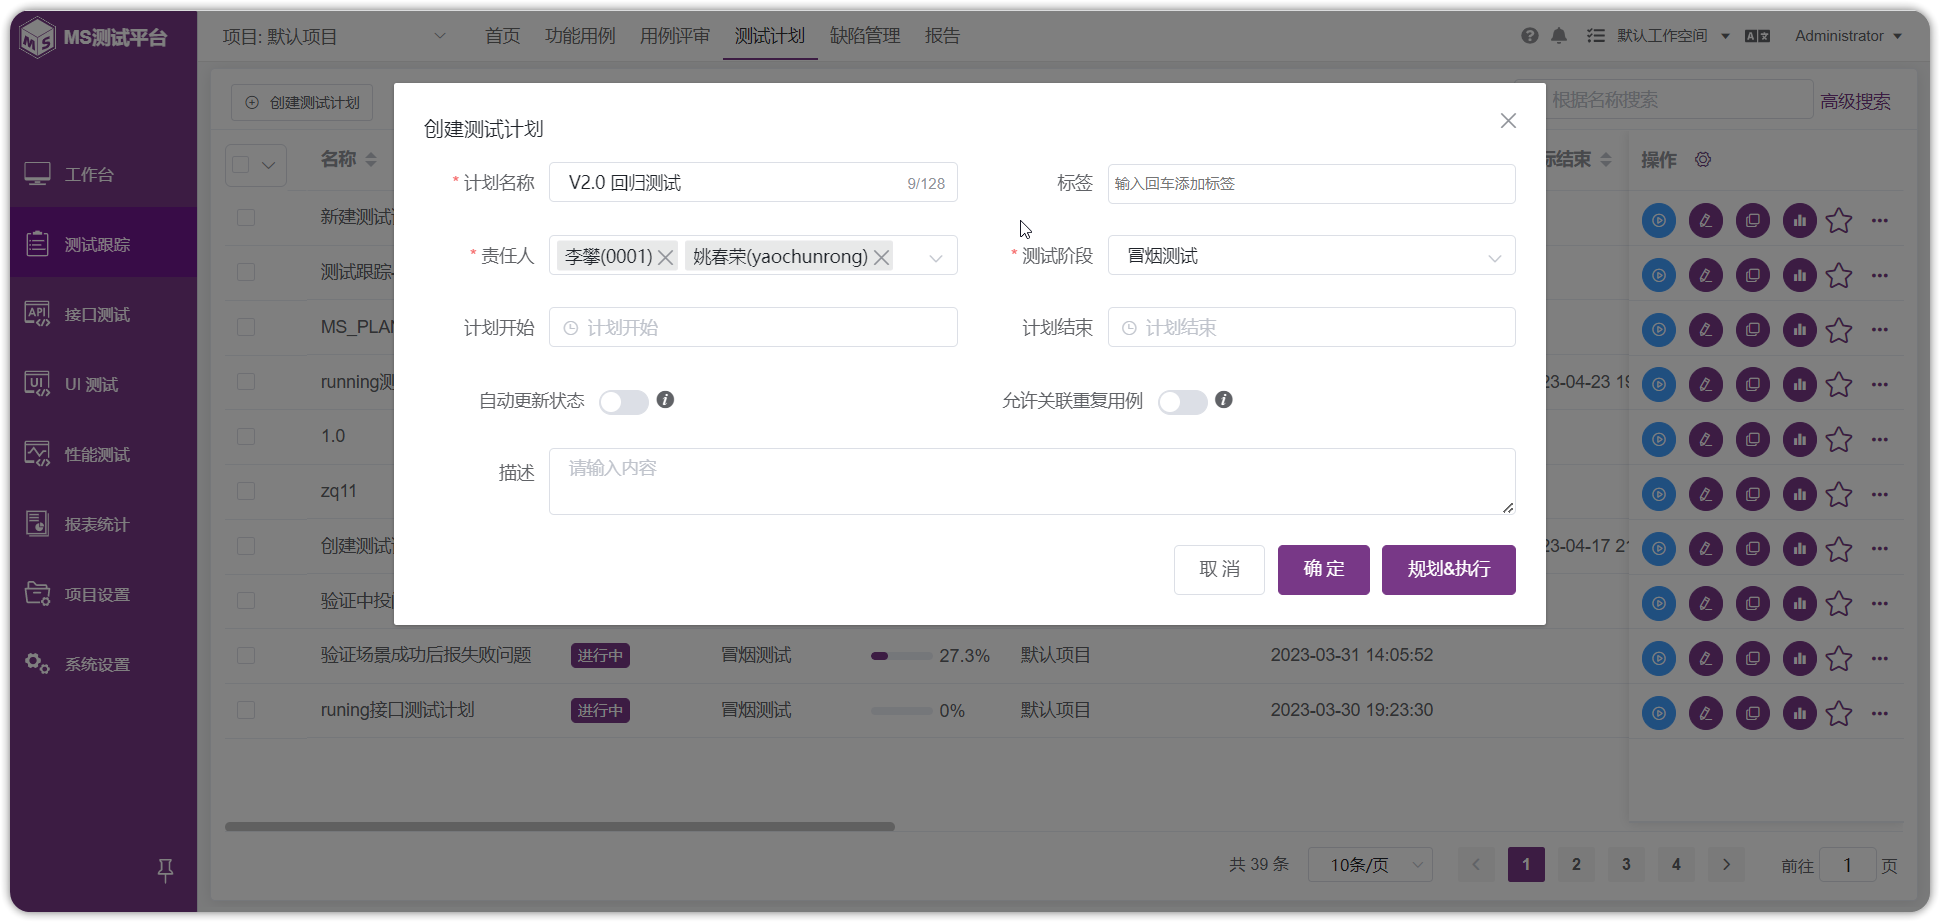 MS测试平台
项目: 默认项目
首页 功能用例 用例评审 测试计划 缺陷管理 报告
默认工作空间
Administrator
工作台
测试跟踪
接口测试
UI 测试
性能测试
报表统计
项目设置
系统设置
创建测试计划
根据名称搜索
高级搜索
名称
标结束
操作
新建测试
测试跟踪
MS_PLAN
running测
23-04-23 19
1.0
zq11
创建测试
23-04-17 21
验证中投
创建测试计划
* 计划名称 V2.0 回归测试 9/128
标签 输入回车添加标签
* 责任人 李攀(0001) 姚春荣(yaochunrong)
* 测试阶段 冒烟测试
计划开始 计划开始
计划结束 计划结束
自动更新状态
允许关联重复用例
描述 请输入内容
取消 确定 规划&执行
验证场景成功后报失败问题 进行中 冒烟测试 27.3% 默认项目 2023-03-31 14:05:52
runing接口测试计划 进行中 冒烟测试 0% 默认项目 2023-03-30 19:23:30
共 39 条 10条/页 1 2 3 4 前往 1 页